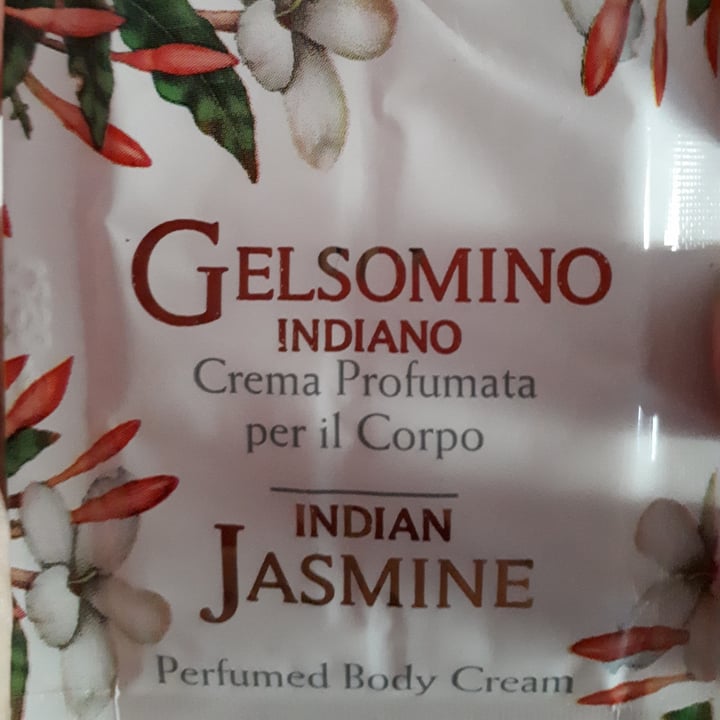 GELSOMINO
INDIANO
Crema Profumata
per il Corpo
INDIAN
JASMINE
Perfumed Body Cream